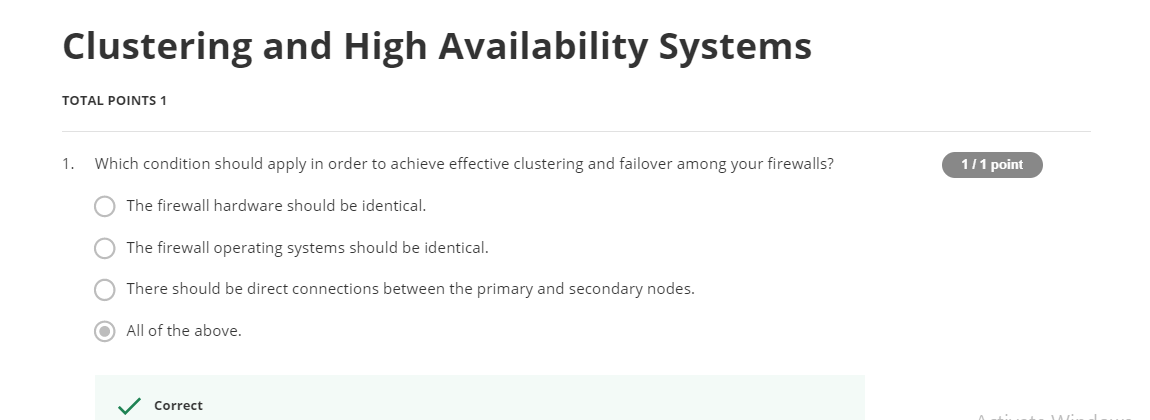 Clustering and High Availability Systems
TOTAL POINTS 1
1. Which condition should apply in order to achieve effective clustering and failover among your firewalls? 1 / 1 point
The firewall hardware should be identical.
The firewall operating systems should be identical.
There should be direct connections between the primary and secondary nodes.
All of the above.
Correct
Activate Windows